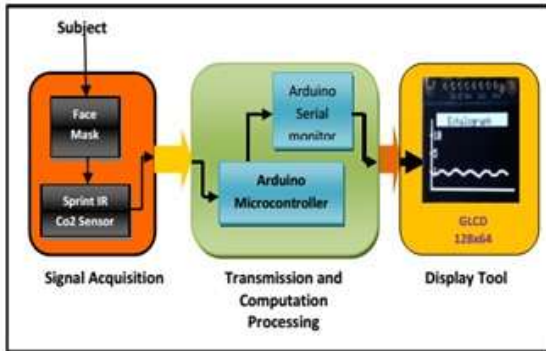 Subject
Face
Mask
Sprint IR
Co2 Sensor
Signal Acquisition
Arduino
Serial
monitor
Arduino
Microcontroller
Transmission and
Computation
Processing
GLCD
128x64
Display Tool